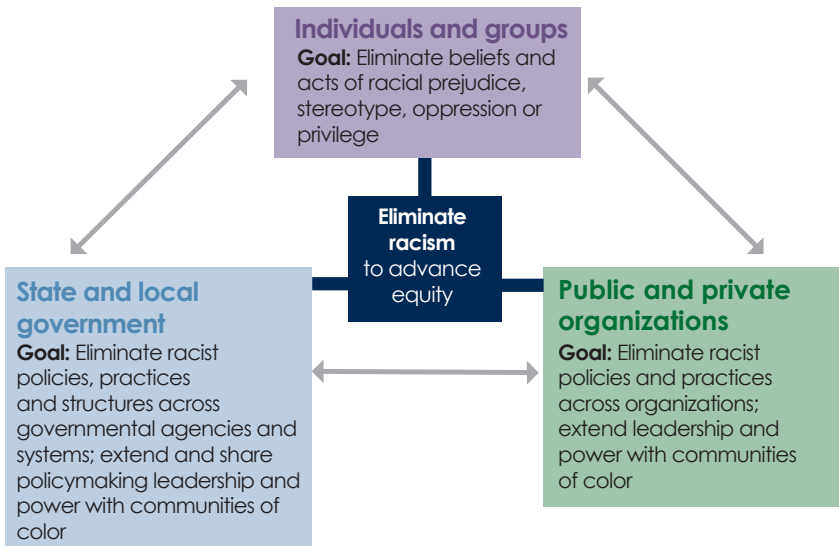 Individuals and groups
Goal: Eliminate beliefs and
acts of racial prejudice,
stereotype, oppression or
privilege
Eliminate
racism
to advance
equity
State and local
government
Goal: Eliminate racist
policies, practices
and structures across
governmental agencies and
systems; extend and share
policymaking leadership and
power with communities of
color
Public and private
organizations
Goal: Eliminate racist
policies and practices
across organizations;
extend leadership and
power with communities
of color